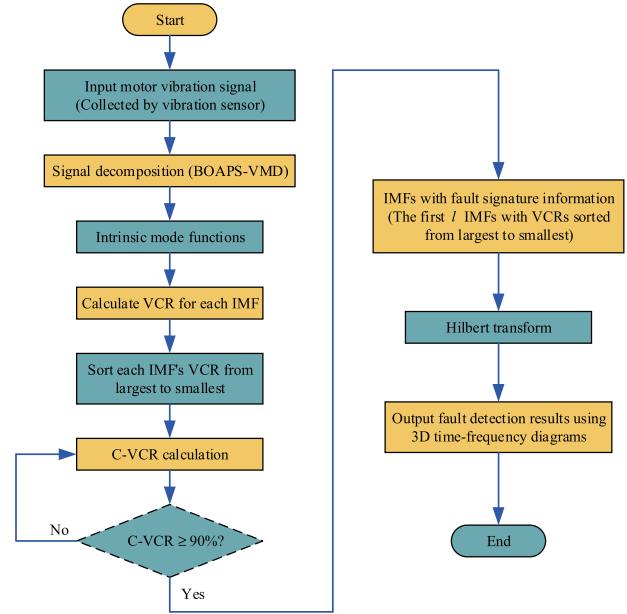 Start
Input motor vibration signal
(Collected by vibration sensor)
Signal decomposition (BOAPS-VMD)
Intrinsic mode functions
Calculate VCR for each IMF
Sort each IMF's VCR from
largest to smallest
C-VCR calculation
C-VCR ≥ 90%?
No
Yes
IMFs with fault signature information
(The first l IMFs with VCRs sorted
from largest to smallest)
Hilbert transform
Output fault detection results using
3D time-frequency diagrams
End